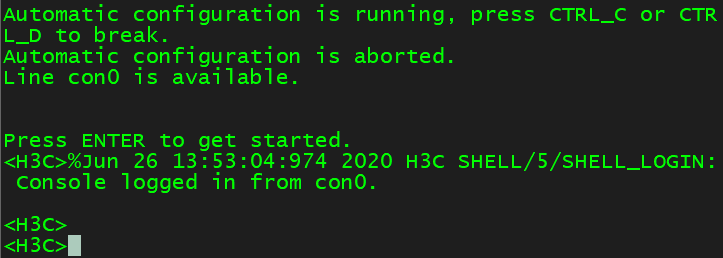 Automatic configuration is running, press CTRL_C or CTR
L_D to break.
Automatic configuration is aborted.
Line con0 is available.
Press ENTER to get started.
<H3C>%Jun 26 13:53:04:974 2020 H3C SHELL/5/SHELL_LOGIN:
 Console logged in from con0.
<H3C>
<H3C>